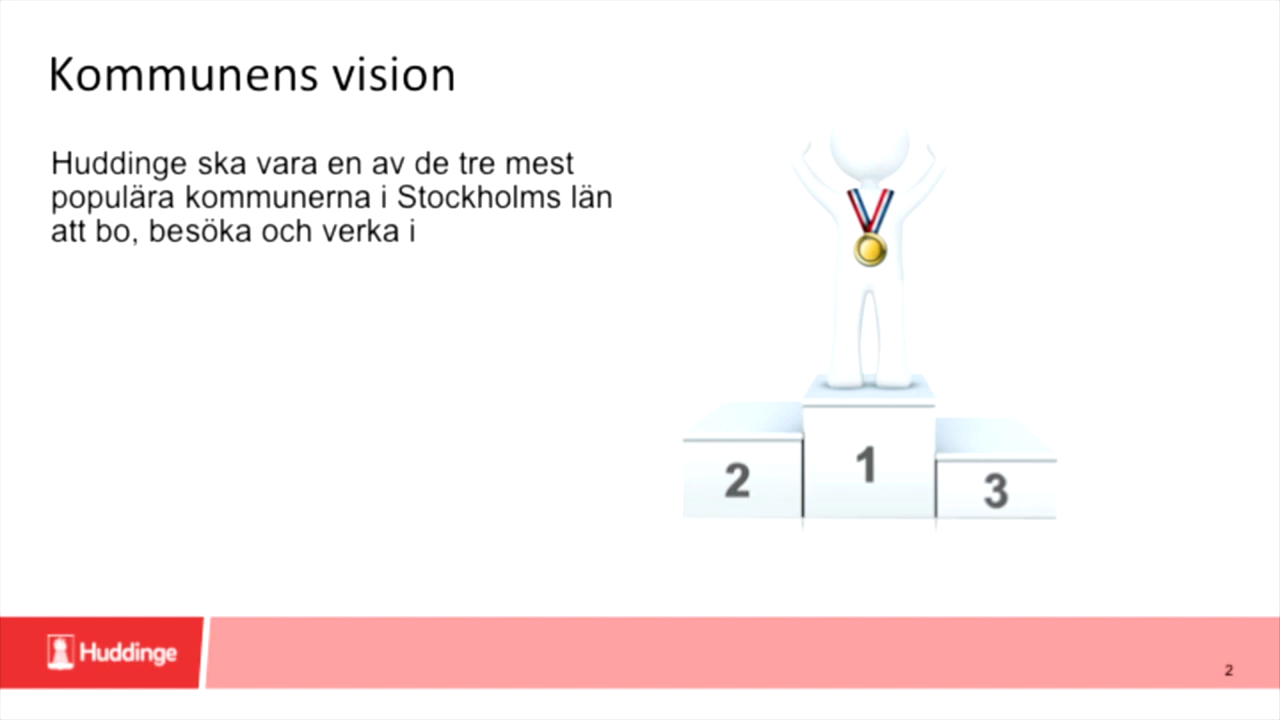 Kommunens vision
Huddinge ska vara en av de tre mest
populära kommunerna i Stockholms län
att bo, besöka och verka i
2
1
3
Huddinge
2